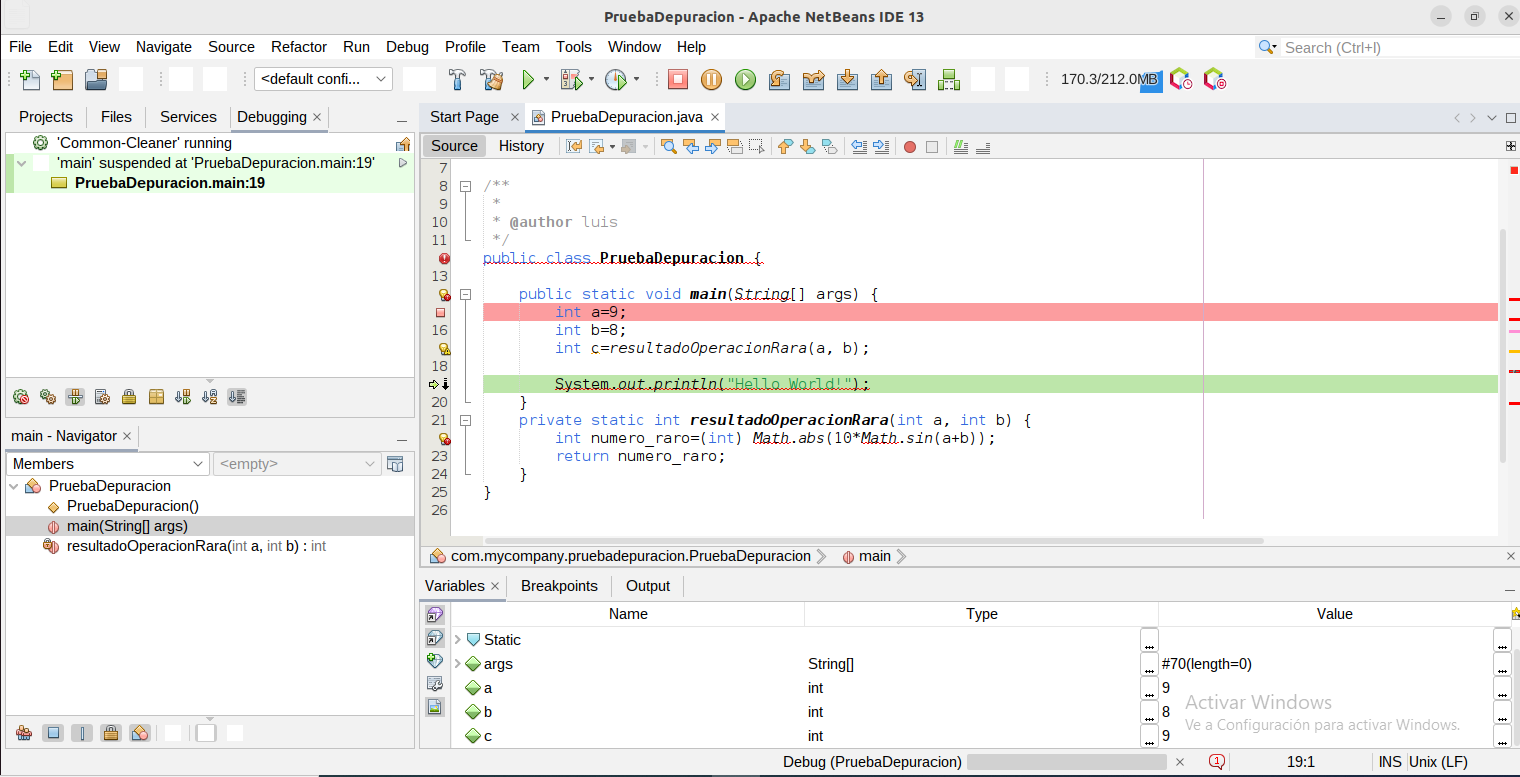 PruebaDepuracion - Apache NetBeans IDE 13
File Edit View Navigate Source Refactor Run Debug Profile Team Tools Window Help
Search (Ctrl+I)
<default confi...
170.3/212.0MB
Projects Files Services Debugging
Start Page PruebaDepuracion.java
'Common-Cleaner' running
'main' suspended at 'PruebaDepuracion.main:19'
PruebaDepuracion.main:19
Source History
7
8 /**
9 *
10 * @author luis
11 */
public class PruebaDepuracion {
13
public static void main(String[] args) {
int a=9;
16 int b=8;
int c=resultadoOperacionRara(a, b);
18
System.out.println("Hello World!");
20 }
21 private static int resultadoOperacionRara(int a, int b) {
int numero_raro=(int) Math.abs(10*Math.sin(a+b));
23 return numero_raro;
24 }
25 }
26
main - Navigator
Members <empty>
PruebaDepuracion
PruebaDepuracion()
main(String[] args)
resultadoOperacionRara(int a, int b) : int
com.mycompany.pruebadepuracion.PruebaDepuracion main
Variables Breakpoints Output
Name Type Value
Static ... ...
args String[] ... #70(length=0) ...
a int ... 9 ...
b int ... 8 ...
c int ... 9 ...
Activar Windows
Ve a Configuración para activar Windows.
Debug (PruebaDepuracion) 1 19:1 INS Unix (LF)